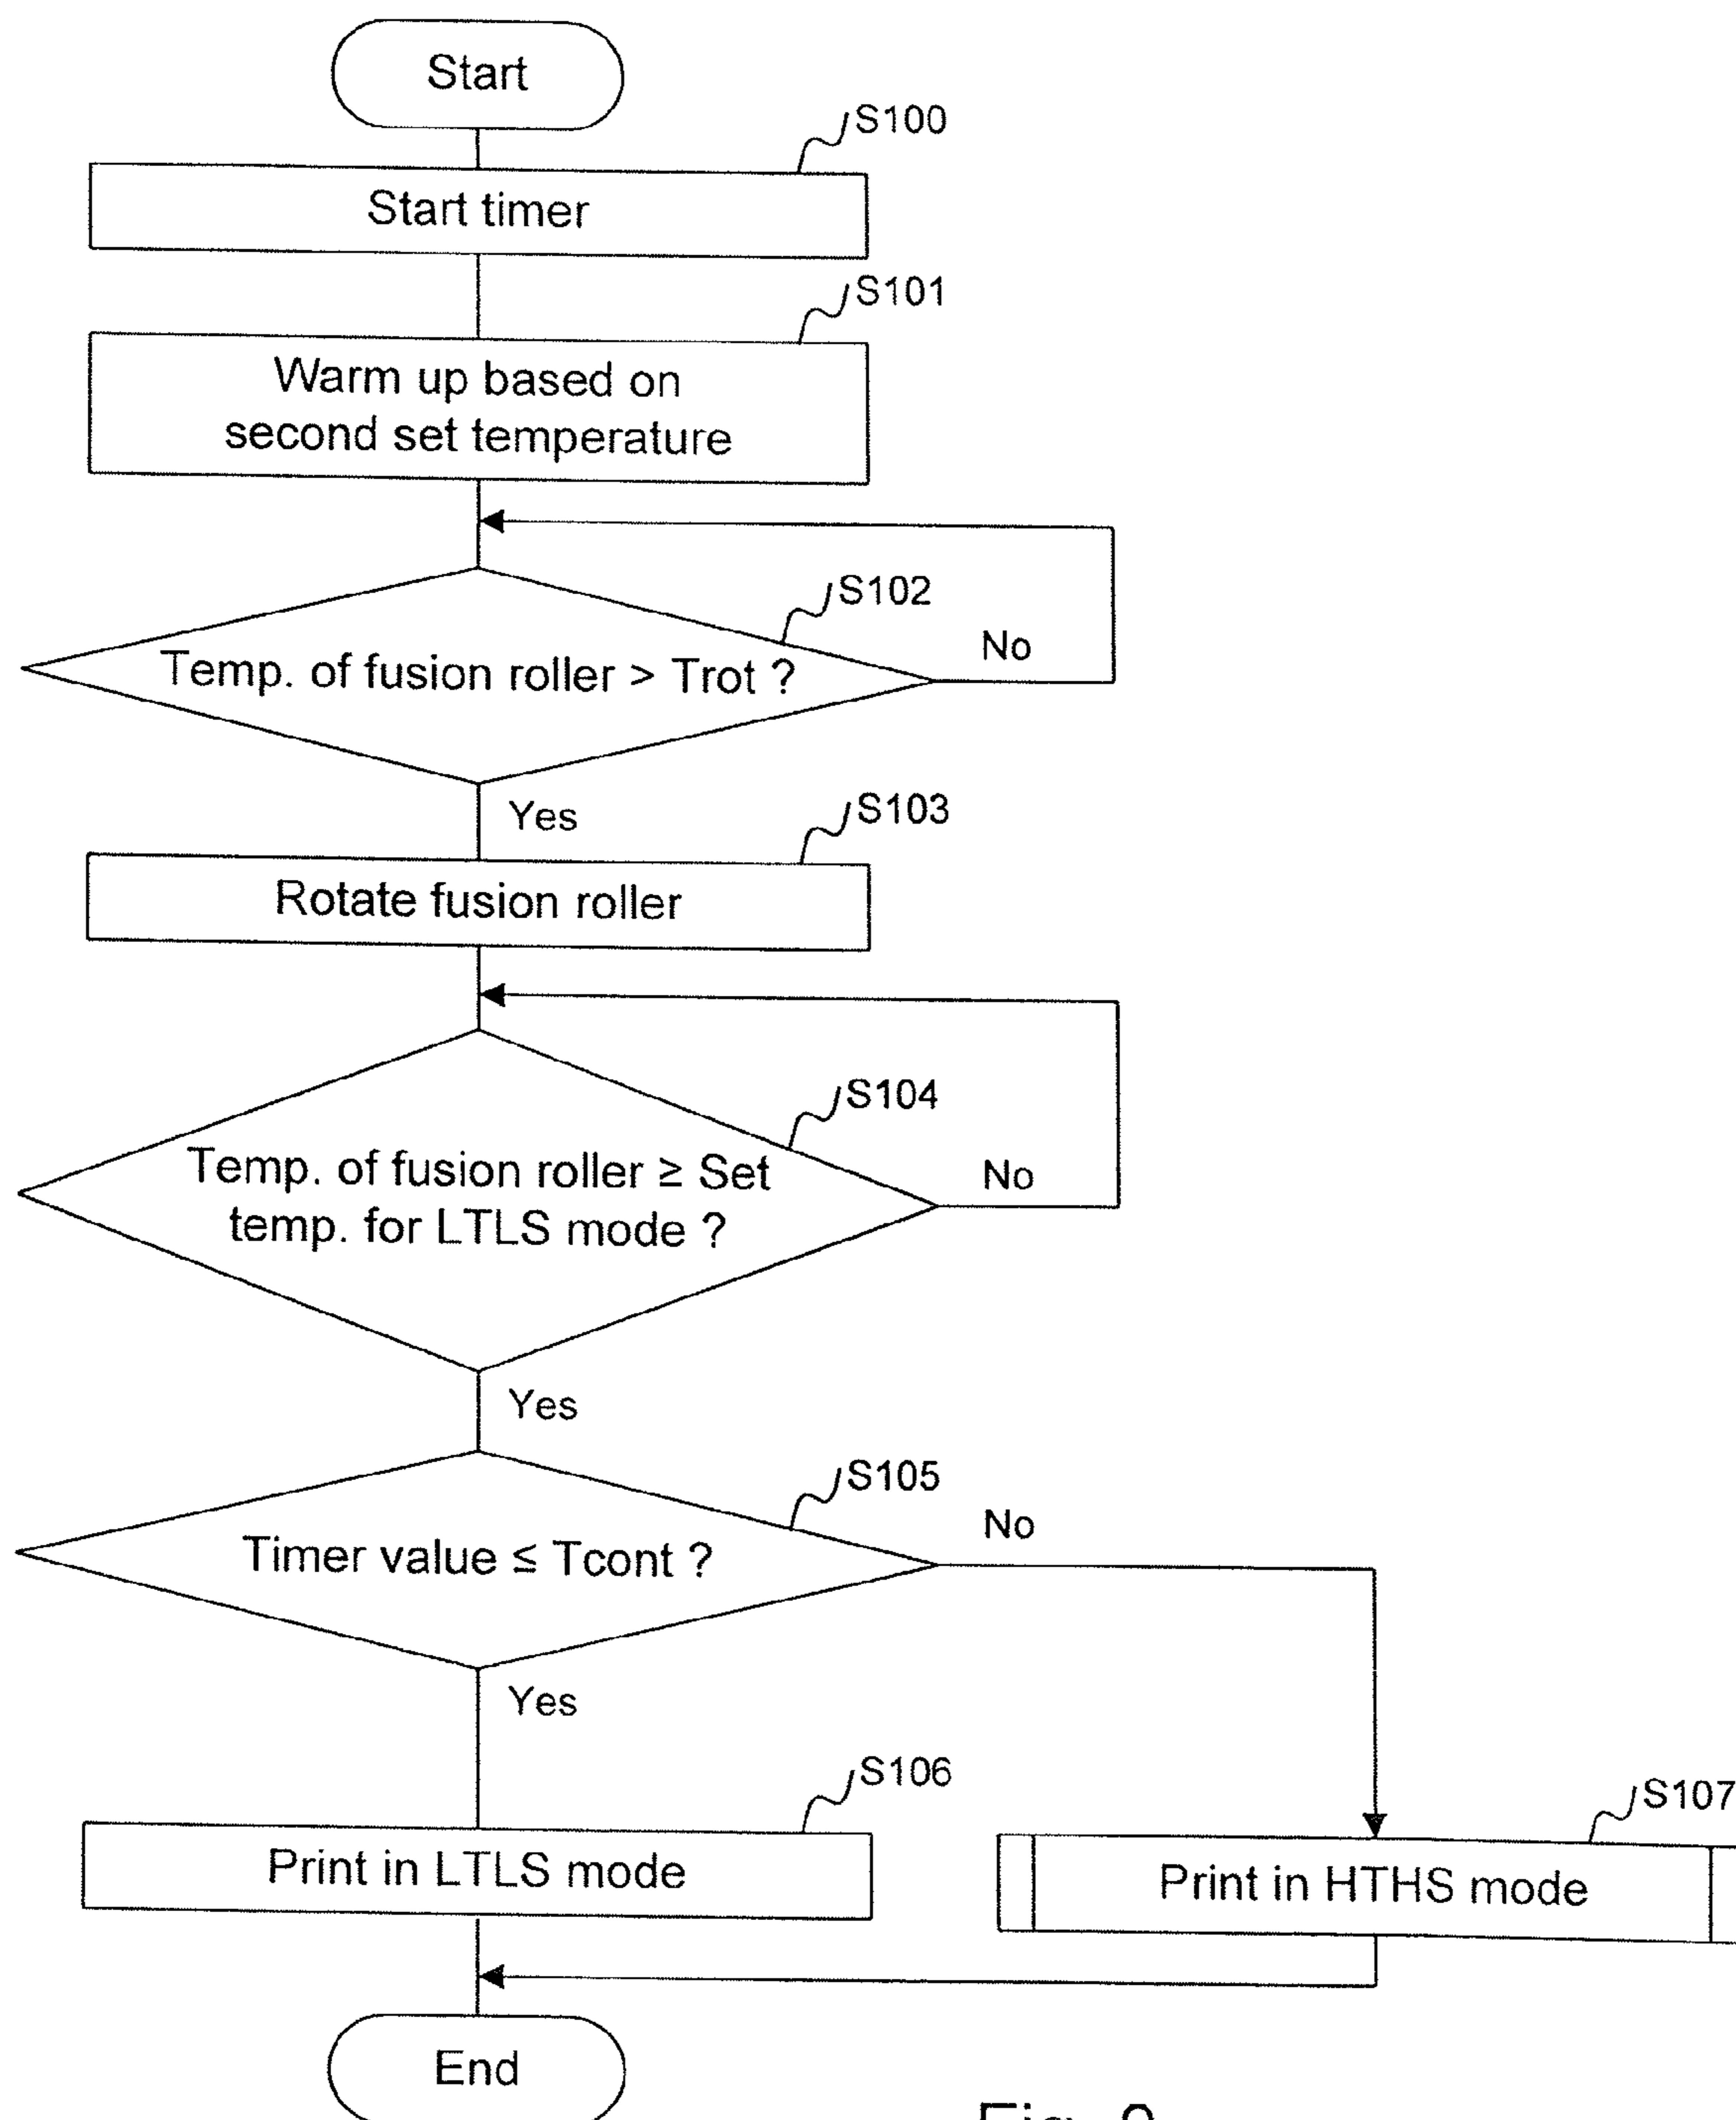 Start
S100
Start timer
S101
Warm up based on
second set temperature
S102
Temp. of fusion roller > Trot ?
No
Yes
S103
Rotate fusion roller
S104
Temp. of fusion roller ≥ Set
temp. for LTLS mode ?
No
Yes
S105
Timer value ≤ Tcont ?
No
Yes
S106
Print in LTLS mode
S107
Print in HTHS mode
End
Fig.